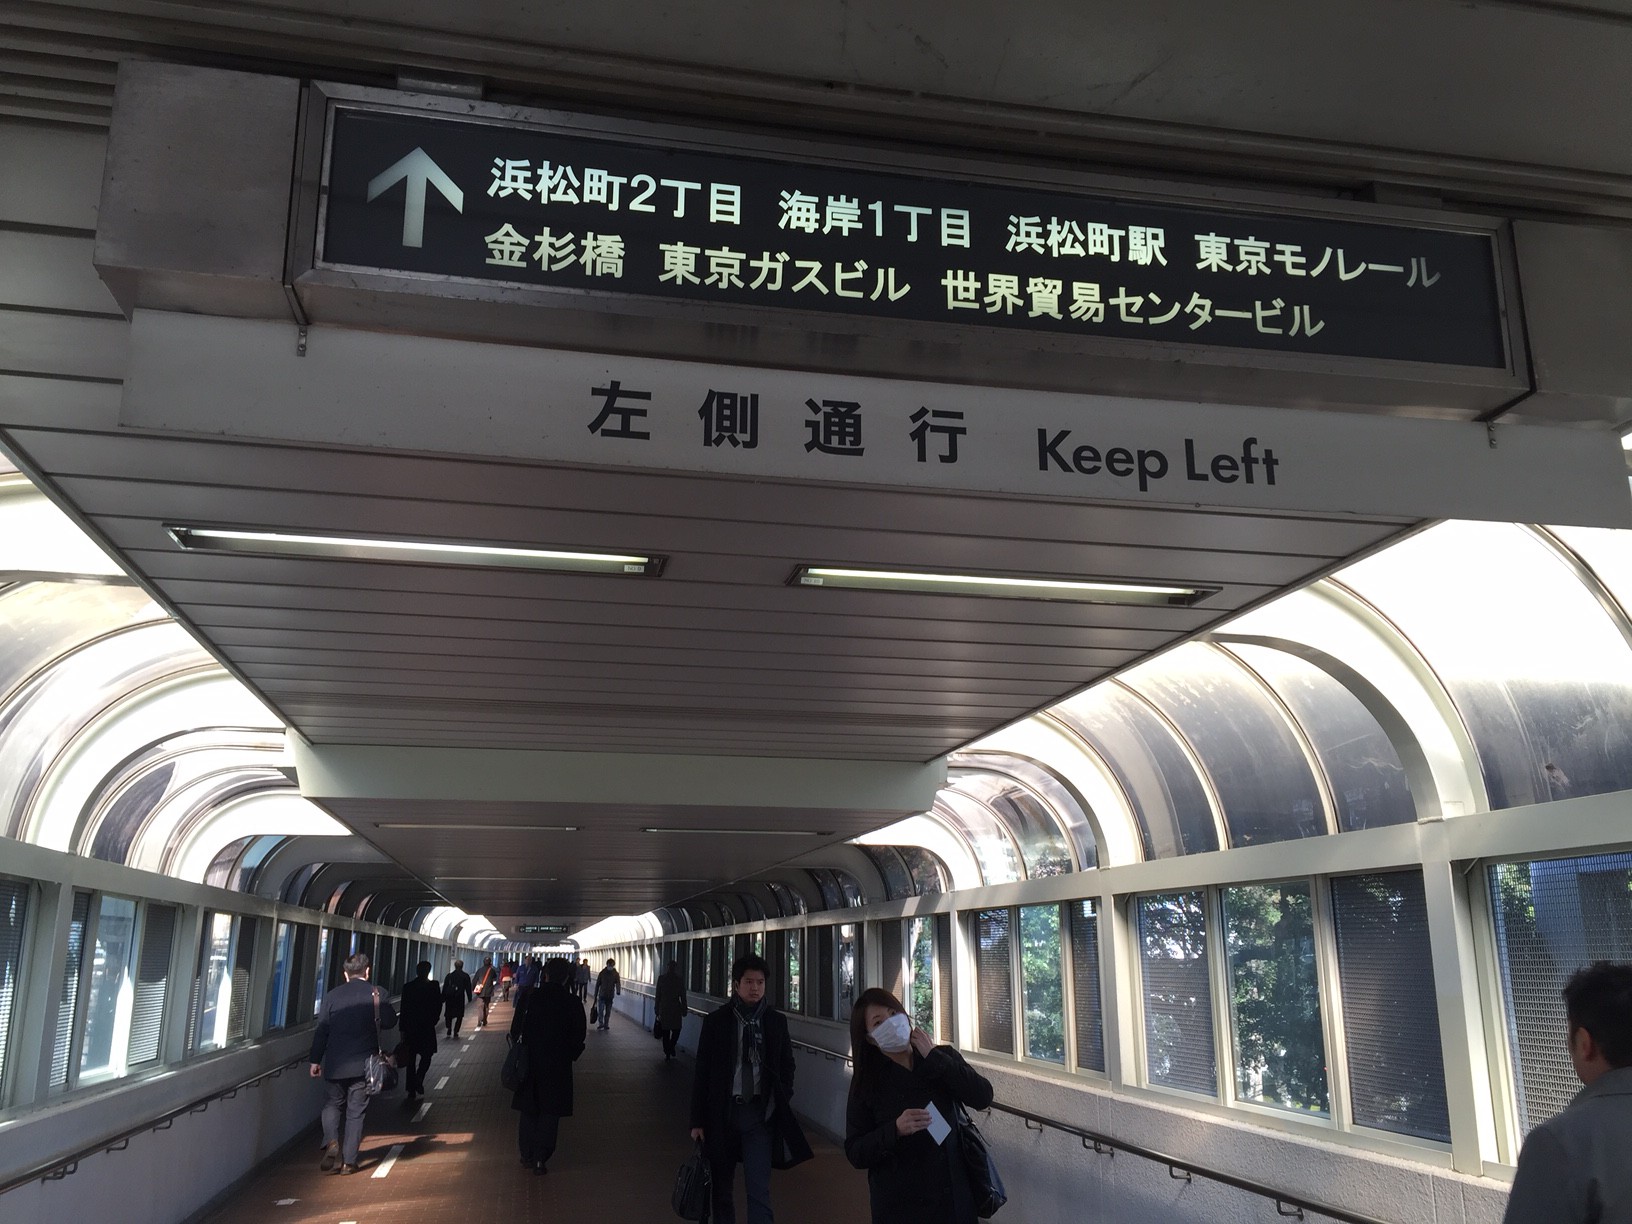 浜松町2丁目 海岸1丁目 浜松町駅 東京モノレール
金杉橋 東京ガスビル 世界貿易センタービル
左側通行 Keep Left